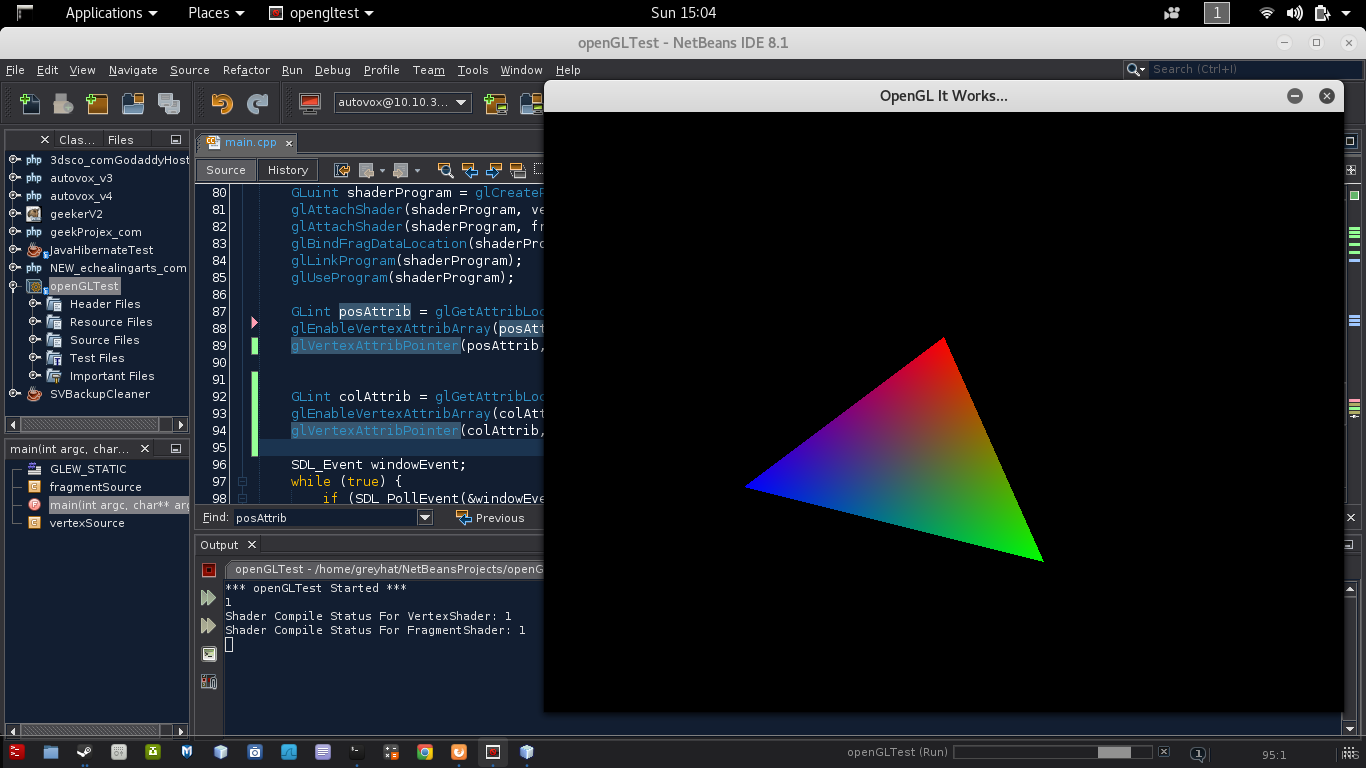 Applications Places opengltest Sun 15:04 1
openGLTest - NetBeans IDE 8.1
File Edit View Navigate Source Refactor Run Debug Profile Team Tools Window Help Search (Ctrl+I)
autovox@10.10.3...
OpenGL It Works...
Clas... Files
3dsco_comGodaddyHost
autovox_v3
autovox_v4
geekerV2
geekProjex_com
JavaHibernateTest
NEW_echealingarts_com
openGLTest
Header Files
Resource Files
Source Files
Test Files
Important Files
SVBackupCleaner
main(int argc, char...
GLEW_STATIC
fragmentSource
main(int argc, char** arg
vertexSource
main.cpp
Source History
80 GLuint shaderProgram = glCreateP
81 glAttachShader(shaderProgram, ve
82 glAttachShader(shaderProgram, fr
83 glBindFragDataLocation(shaderPro
84 glLinkProgram(shaderProgram);
85 glUseProgram(shaderProgram);
86
87 GLint posAttrib = glGetAttribLoc
88 glEnableVertexAttribArray(posAtt
89 glVertexAttribPointer(posAttrib,
90
91
92 GLint colAttrib = glGetAttribLoc
93 glEnableVertexAttribArray(colAtt
94 glVertexAttribPointer(colAttrib,
95
96 SDL_Event windowEvent;
97 while (true) {
98 if (SDL_PollEvent(&windowEve
Find: posAttrib Previous
Output
openGLTest - /home/greyhat/NetBeansProjects/openG
*** openGLTest Started ***
1
Shader Compile Status For VertexShader: 1
Shader Compile Status For FragmentShader: 1
openGLTest (Run) 1 95:1